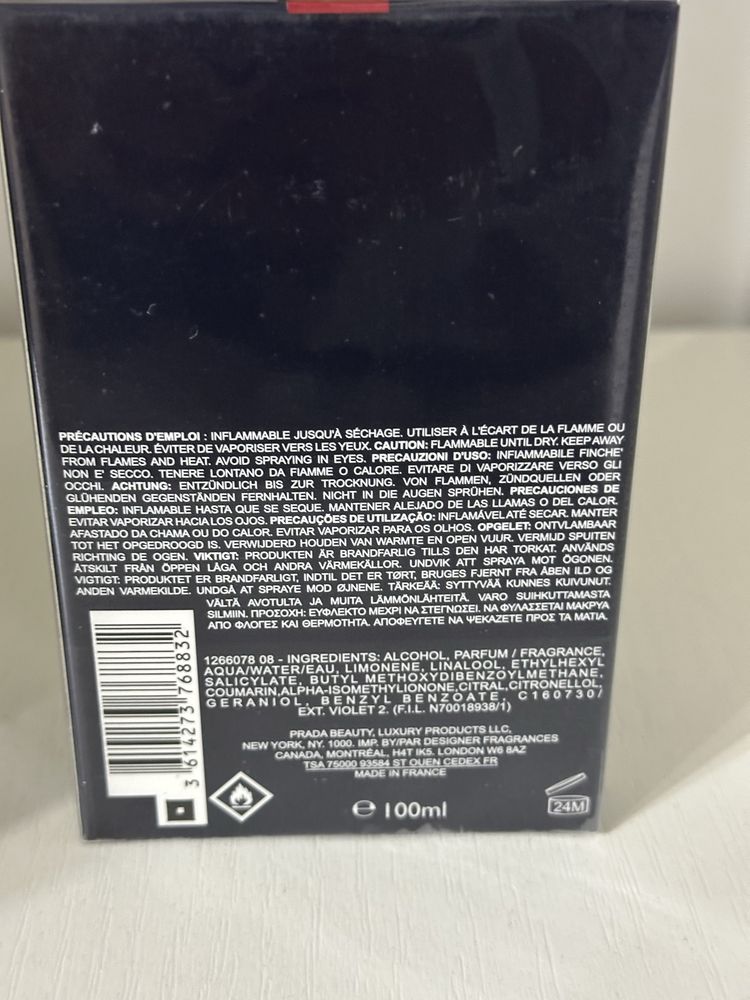 PRÉCAUTIONS D'EMPLOI : INFLAMMABLE JUSQU'À SÉCHAGE. UTILISER À L'ÉCART DE LA FLAMME OU
DE LA CHALEUR. ÉVITER DE VAPORISER VERS LES YEUX. CAUTION: FLAMMABLE UNTIL DRY. KEEP AWAY
FROM FLAMES AND HEAT. AVOID SPRAYING IN EYES. PRECAUZIONI D'USO: INFIAMMABILE FINCHE'
NON E' SECCO. TENERE LONTANO DA FIAMME O CALORE. EVITARE DI VAPORIZZARE VERSO GLI
OCCHI. ACHTUNG: ENTZÜNDLICH BIS ZUR TROCKNUNG. VON FLAMMEN, ZÜNDQUELLEN ODER
GLÜHENDEN GEGENSTÄNDEN FERNHALTEN. NICHT IN DIE AUGEN SPRÜHEN. PRECAUCIONES DE
EMPLEO: INFLAMABLE HASTA QUE SE SEQUE. MANTENER ALEJADO DE LAS LLAMAS O DEL CALOR.
EVITAR VAPORIZAR HACIA LOS OJOS. PRECAUÇÕES DE UTILIZAÇÃO: INFLAMÁVEL ATÉ SECAR. MANTER
AFASTADO DA CHAMA OU DO CALOR. EVITAR VAPORIZAR PARA OS OLHOS. OPGELET: ONTVLAMBAAR
TOT HET OPGEDROOGD IS. VERWIJDERD HOUDEN VAN WARMTE EN OPEN VUUR. VERMIJD SPUITEN
RICHTING DE OGEN. VIKTIGT: PRODUKTEN ÄR BRANDFARLIG TILLS DEN HAR TORKAT. ANVÄNDS
ÅTSKILT FRÅN ÖPPEN LÅGA OCH ANDRA VÄRMEKÄLLOR. UNDVIK ATT SPRAYA MOT ÖGONEN.
VIGTIGT: PRODUKTET ER BRANDFARLIGT, INDTIL DET ER TØRT, BRUGES FJERNT FRA ÅBEN ILD OG
ANDEN VARMEKILDE. UNDGÅ AT SPRAYE MOD ØJNENE. TÄRKEÄÄ: SYTTYVÄÄ KUNNES KUIVUNUT.
VÄLTÄ AVOTULTA JA MUITA LÄMMÖNLÄHTEITÄ. VARO SUIHKUTTAMASTA
SILMIIN. ΠΡΟΣΟΧΗ: ΕΥΦΛΕΚΤΟ ΜΕΧΡΙ ΝΑ ΣΤΕΓΝΩΣΕΙ. ΝΑ ΦΥΛΑΣΣΕΤΑΙ ΜΑΚΡΥΑ
ΑΠΟ ΦΛΟΓΕΣ ΚΑΙ ΘΕΡΜΟΤΗΤΑ. ΑΠΟΦΕΥΓΕΤΕ ΝΑ ΨΕΚΑΖΕΤΕ ΠΡΟΣ ΤΑ ΜΑΤΙΑ.
1266078 08 - INGREDIENTS: ALCOHOL, PARFUM / FRAGRANCE,
AQUA/WATER/EAU, LIMONENE, LINALOOL, ETHYLHEXYL
SALICYLATE, BUTYL METHOXYDIBENZOYLMETHANE,
COUMARIN, ALPHA-ISOMETHYL IONONE, CITRAL, CITRONELLOL,
GERANIOL, BENZYL BENZOATE, CI60730/
EXT. VIOLET 2. (F.I.L. N70018938/1)
PRADA BEAUTY, LUXURY PRODUCTS LLC,
NEW YORK, NY. 1000. IMP. BY/PAR DESIGNER FRAGRANCES
CANADA, MONTRÉAL, H4T IK5. LONDON W6 8AZ
TSA 75000 93584 ST OUEN CEDEX FR
MADE IN FRANCE
3 614273 768832
℮ 100ml
24M